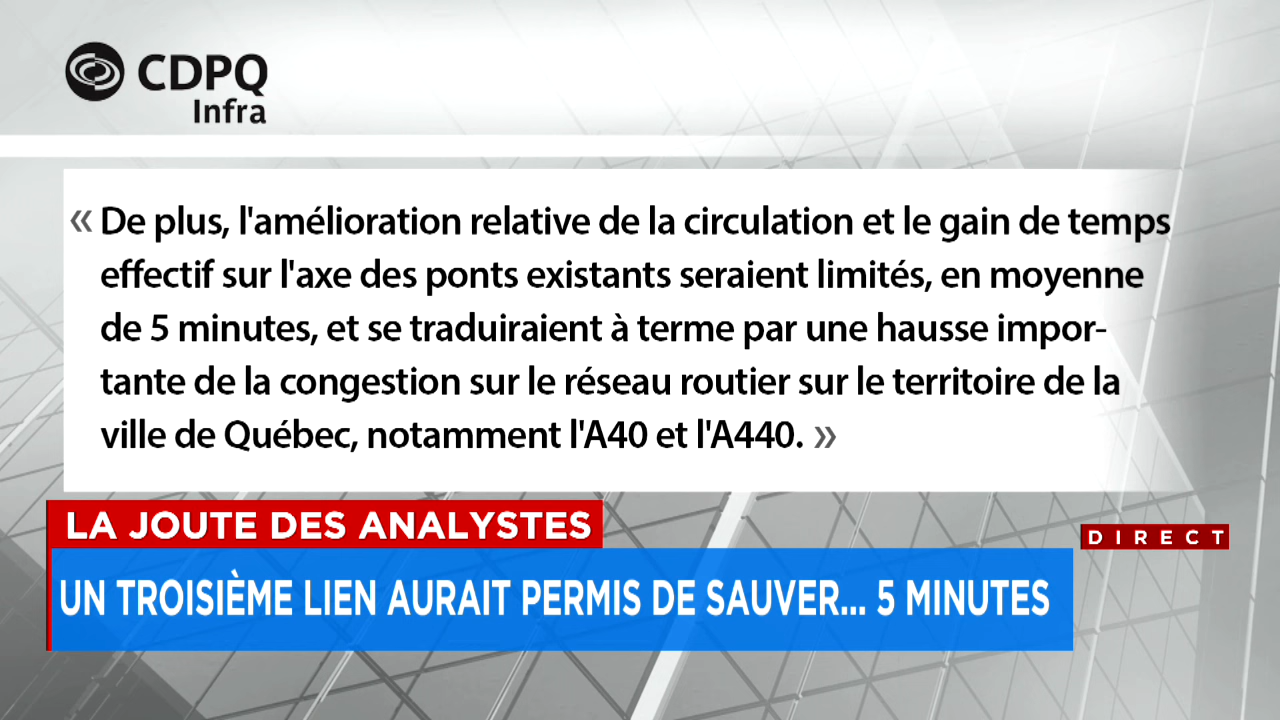 CDPQ
Infra
« De plus, l'amélioration relative de la circulation et le gain de temps
effectif sur l'axe des ponts existants seraient limités, en moyenne
de 5 minutes, et se traduiraient à terme par une hausse impor-
tante de la congestion sur le réseau routier sur le territoire de la
ville de Québec, notamment l'A40 et l'A440. »
LA JOUTE DES ANALYSTES
DIRECT
UN TROISIÈME LIEN AURAIT PERMIS DE SAUVER... 5 MINUTES